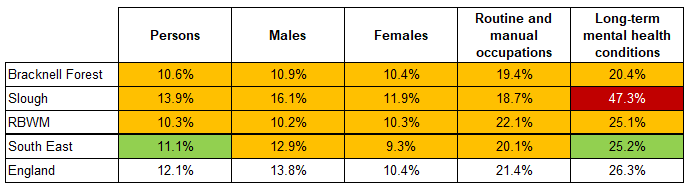 Persons Males Females Routine and manual occupations Long-term mental health conditions
Bracknell Forest 10.6% 10.9% 10.4% 19.4% 20.4%
Slough 13.9% 16.1% 11.9% 18.7% 47.3%
RBWM 10.3% 10.2% 10.3% 22.1% 25.1%
South East 11.1% 12.9% 9.3% 20.1% 25.2%
England 12.1% 13.8% 10.4% 21.4% 26.3%